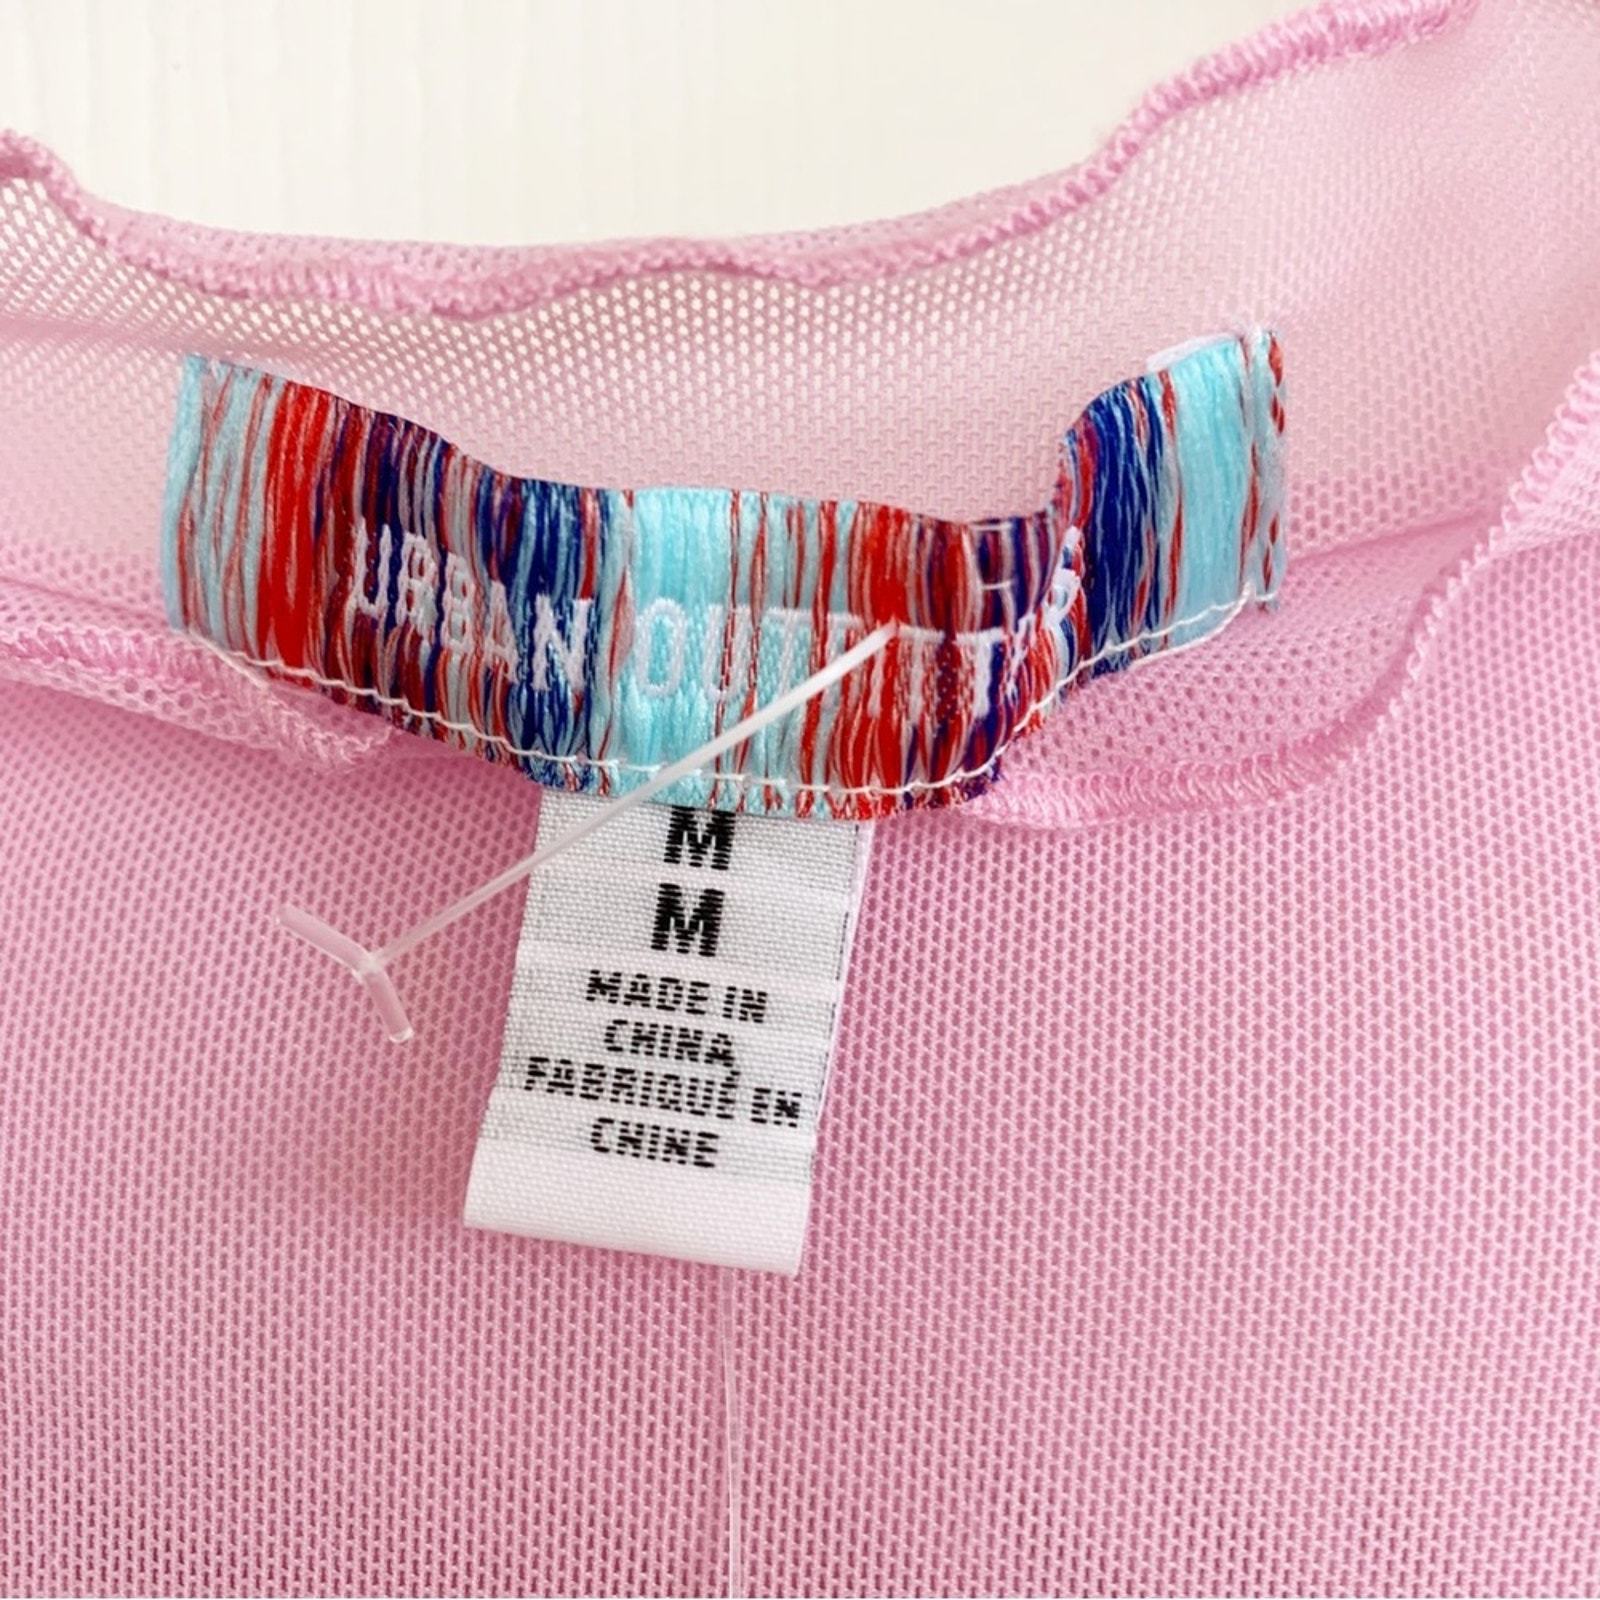 URBAN OUTFITTERS
M
M
MADE IN
CHINA
FABRIQUÉ EN
CHINE